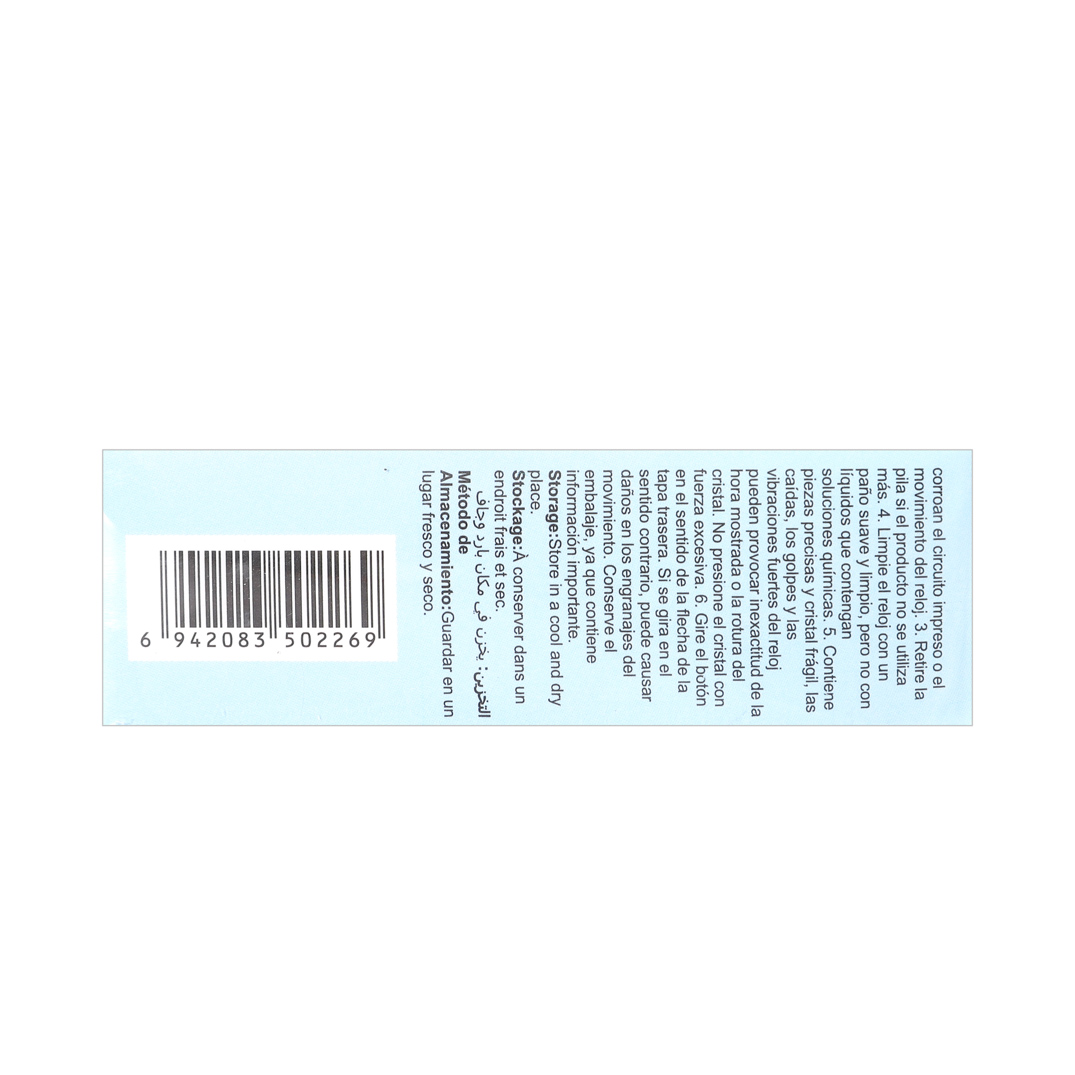 corroan el circuito impreso o el
movimiento del reloj. 3. Retire la
pila si el producto no se utiliza
más. 4. Limpie el reloj con un
paño suave y limpio, pero no con
líquidos que contengan
soluciones químicas. 5. Contiene
piezas precisas y cristal frágil, las
caídas, los golpes y las
vibraciones fuertes del reloj
pueden provocar inexactitud de la
hora mostrada o la rotura del
cristal. No presione el cristal con
fuerza excesiva. 6. Gire el botón
en el sentido de la flecha de la
tapa trasera. Si se gira en el
sentido contrario, puede causar
daños en los engranajes del
movimiento. Conserve el
embalaje, ya que contiene
información importante.
Storage:Store in a cool and dry
place.
Stockage:À conserver dans un
endroit frais et sec.
التخزين: يخزن في مكان بارد وجاف
Método de
Almacenamiento:Guardar en un
lugar fresco y seco.
6 942083 502269